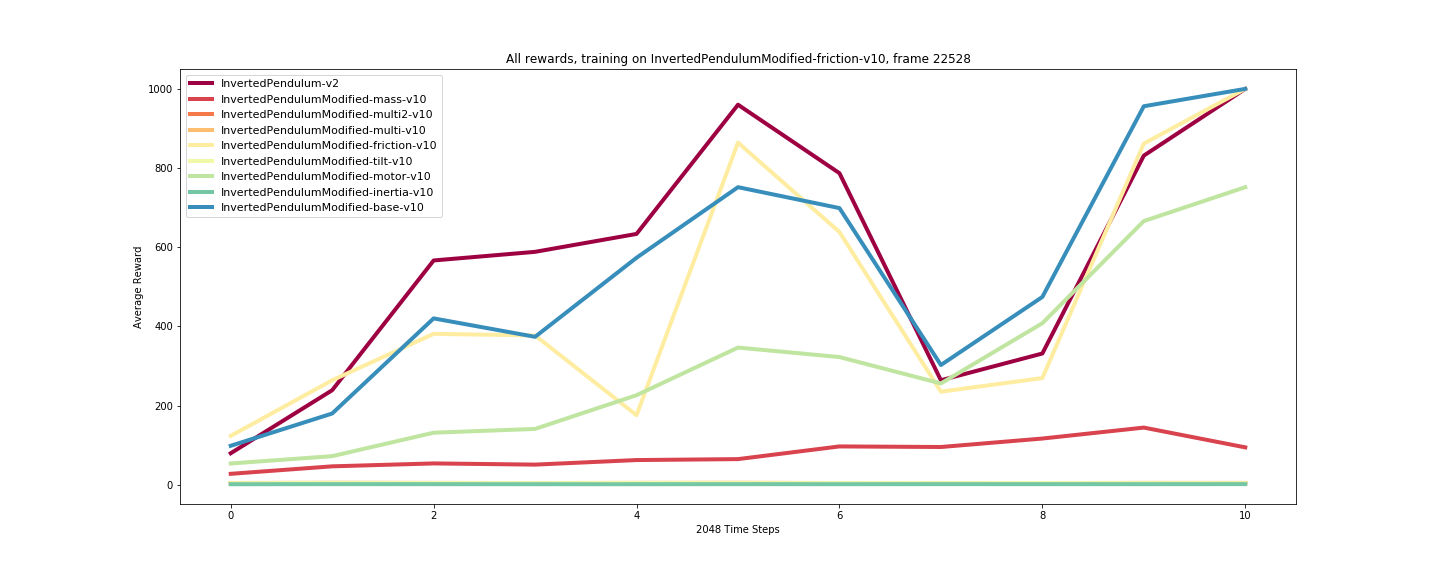 All rewards, training on InvertedPendulumModified-friction-v10, frame 22528
InvertedPendulum-v2
InvertedPendulumModified-mass-v10
InvertedPendulumModified-multi2-v10
InvertedPendulumModified-multi-v10
InvertedPendulumModified-friction-v10
InvertedPendulumModified-tilt-v10
InvertedPendulumModified-motor-v10
InvertedPendulumModified-inertia-v10
InvertedPendulumModified-base-v10
Average Reward
1000
800
600
400
200
0
0 2 4 6 8 10
2048 Time Steps